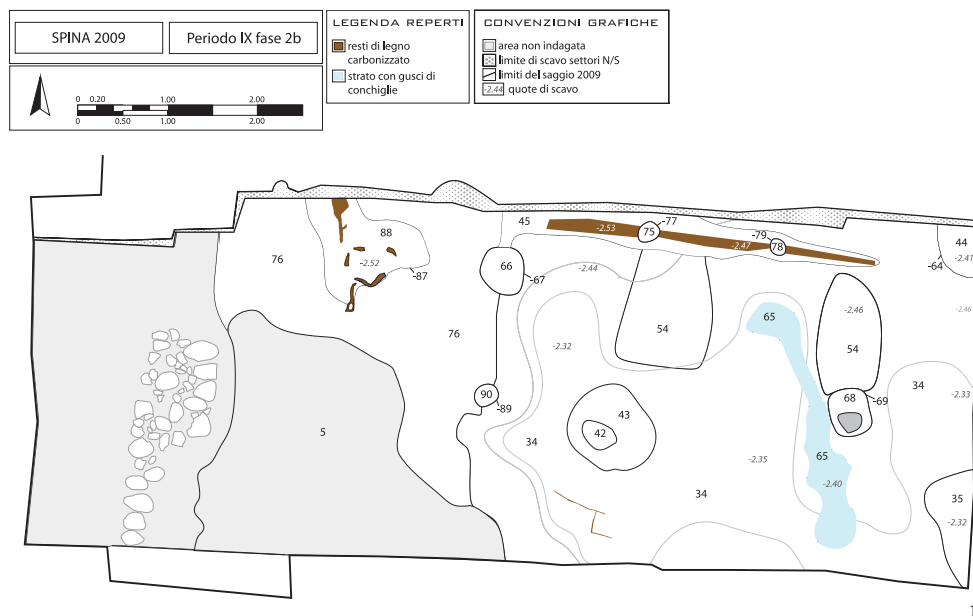 SPINA 2009
Periodo IX fase 2b
0 0.20 1.00 2.00
0 0.50 1.00 2.00
LEGENDA REPERTI
resti di legno
carbonizzato
strato con gusci di
conchiglie
CONVENZIONI GRAFICHE
area non indagata
limite di scavo settori N/S
limiti del saggio 2009
-2.44 quote di scavo
45
-77
75
-2.53
-79
78
-2.47
44
-2.41
-64
88
-2.52
-87
76
66
-67
-2.44
-2.46
-2.46
65
54
54
76
-2.32
34
-2.33
90
-89
68
-69
43
42
5
34
65
-2.35
-2.40
34
35
-2.32